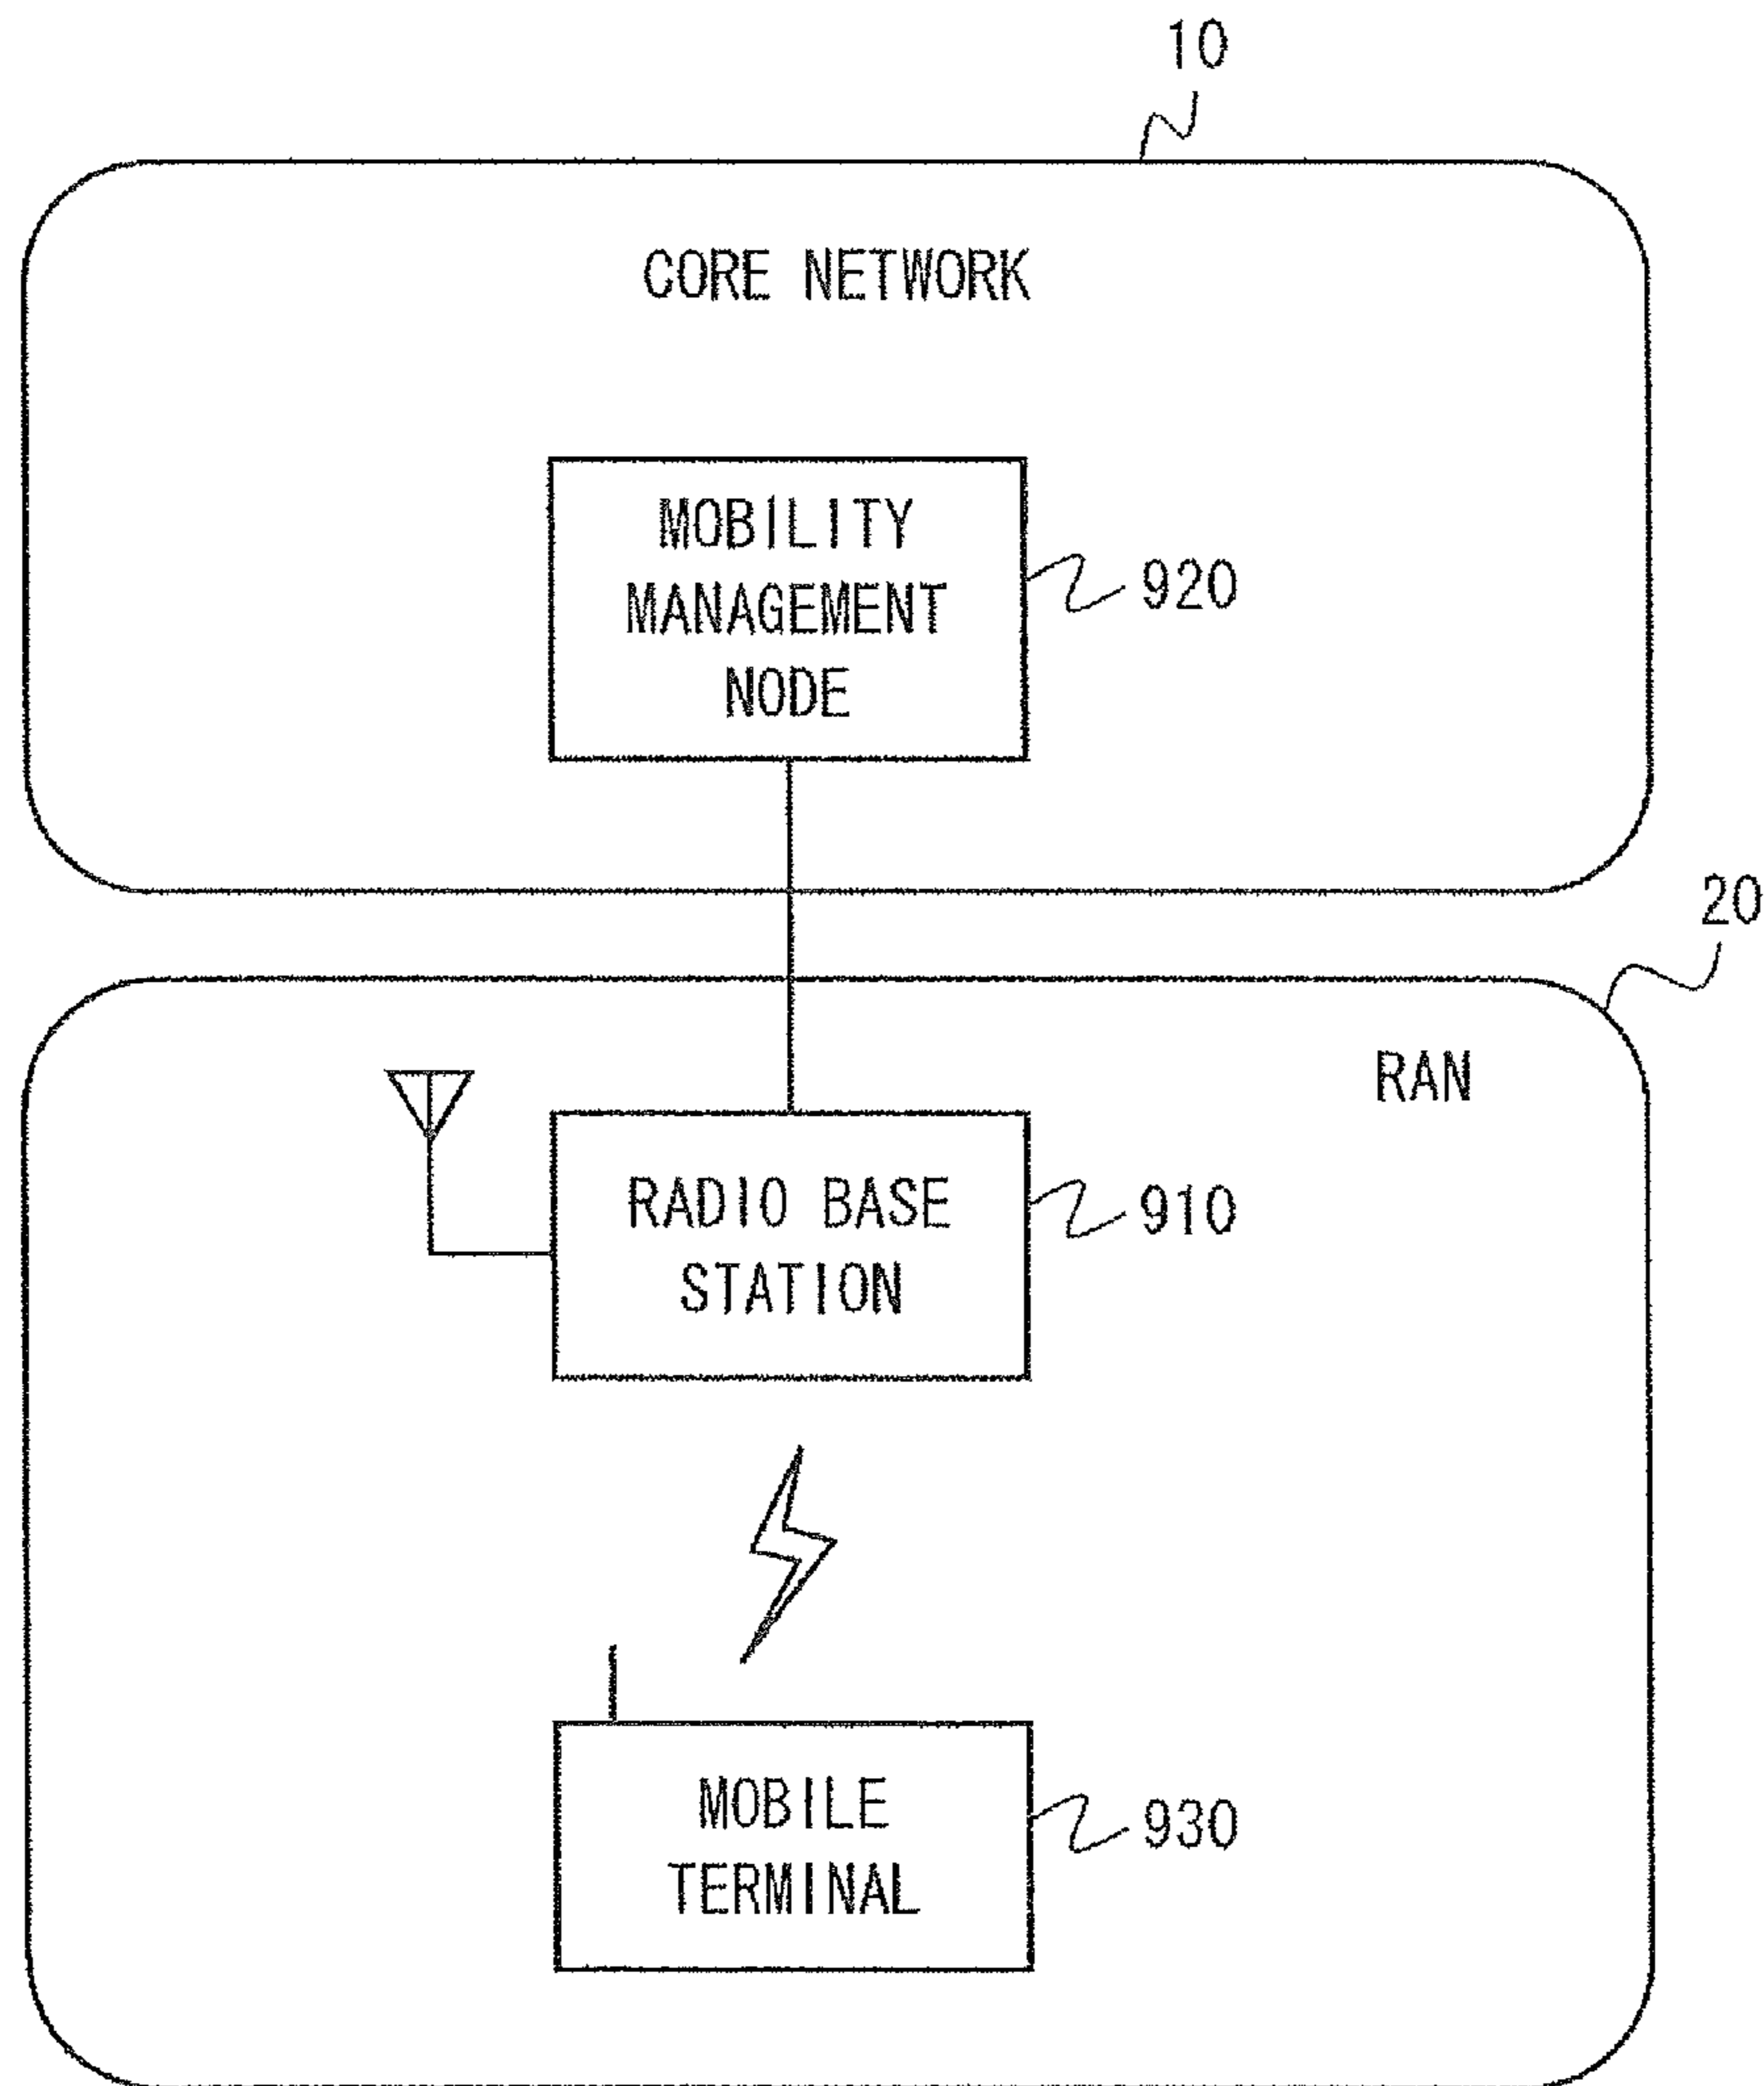 10
CORE NETWORK
MOBILITY
MANAGEMENT
NODE
920
20
RAN
RADIO BASE
STATION
910
MOBILE
TERMINAL
930